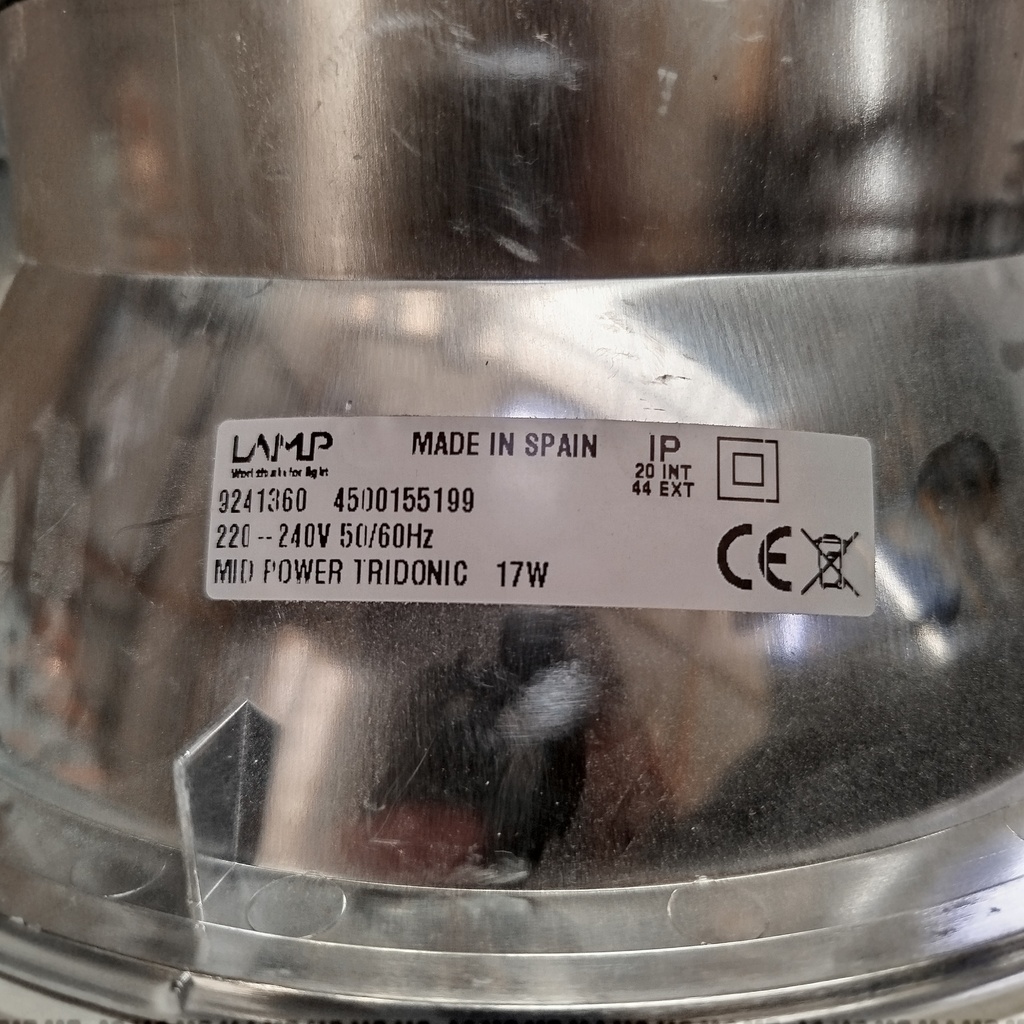 LAMP
MADE IN SPAIN
IP
20 INT
44 EXT
9241360 4500155199
220 -- 240V 50/60Hz
MID POWER TRIDONIC 17W
CE